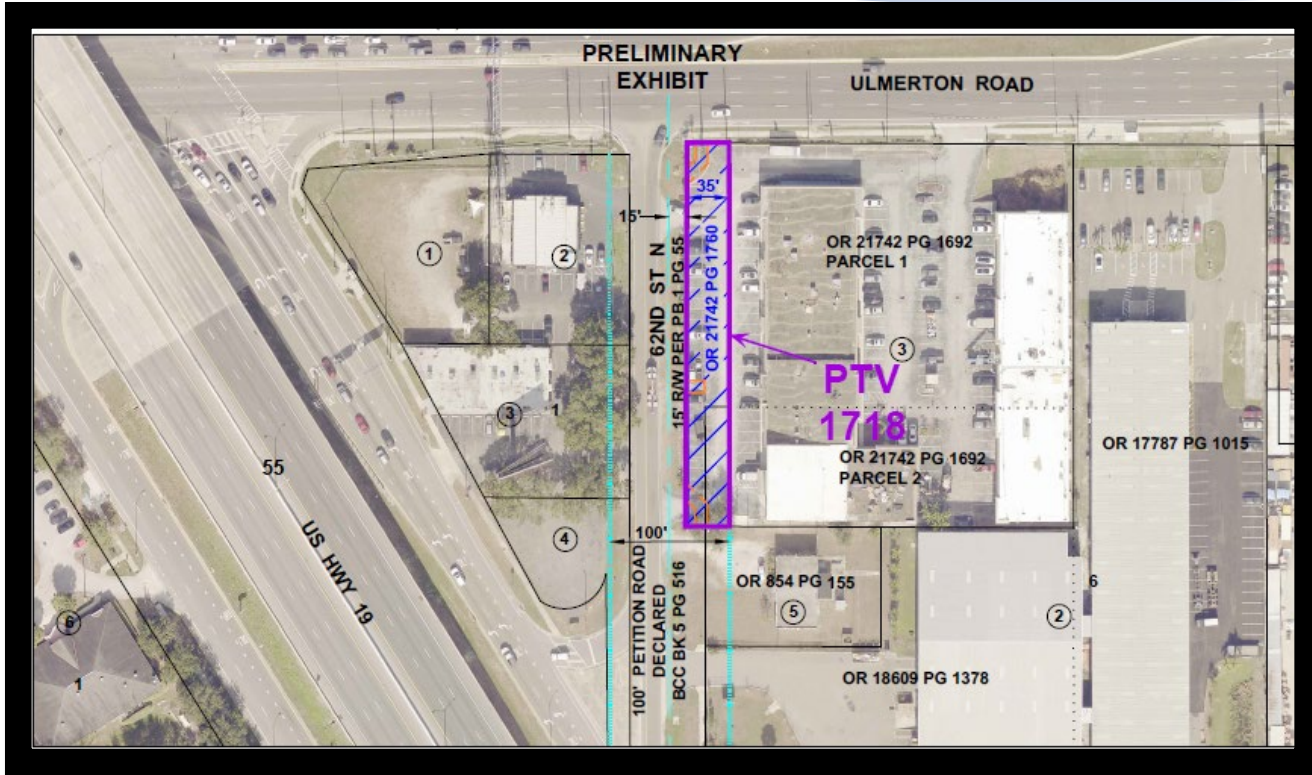 PRELIMINARY
EXHIBIT
ULMERTON ROAD
35'
15'
62ND ST N
15' R/W PER PB 1 PG 55
OR 21742 PG 1760
1
2
OR 21742 PG 1692
PARCEL 1
3
PTV
1718
3
1
OR 21742 PG 1692
PARCEL 2
OR 17787 PG 1015
55
US HWY 19
4
100'
100' PETITION ROAD
DECLARED
BCC BK 5 PG 516
OR 854 PG 155
5
6
2
6
1
OR 18609 PG 1378